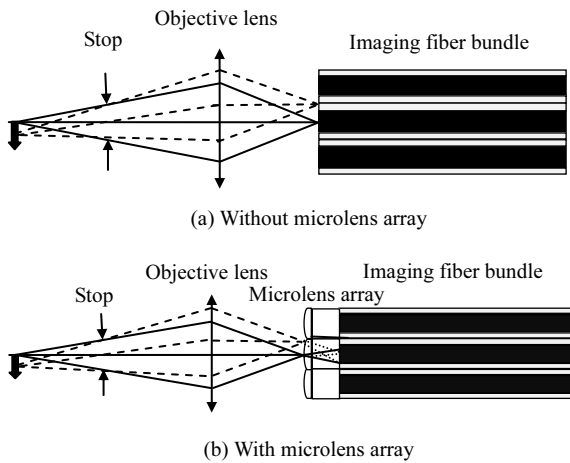 Objective lens
Stop
Imaging fiber bundle
(a) Without microlens array
Objective lens
Imaging fiber bundle
Stop
Microlens array
(b) With microlens array